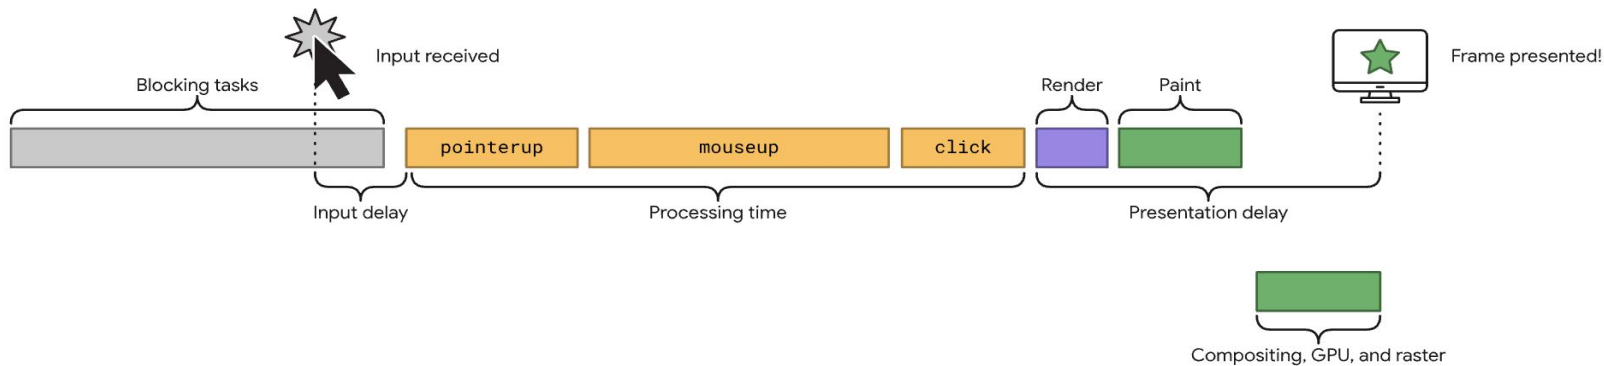 Input received
Frame presented!
Blocking tasks
Render
Paint
pointerup
mouseup
click
Input delay
Processing time
Presentation delay
Compositing, GPU, and raster